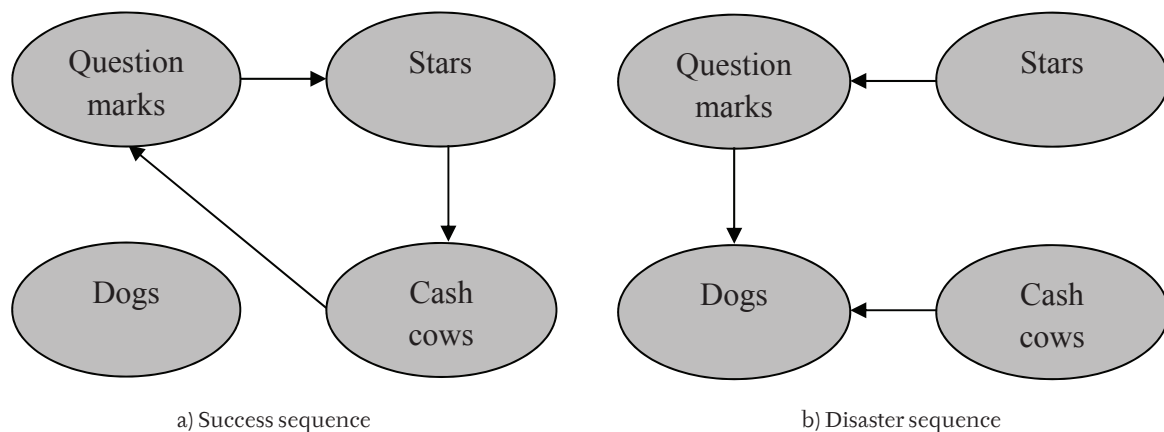 Question
marks
Stars
Dogs
Cash
cows
a) Success sequence
Question
marks
Stars
Dogs
Cash
cows
b) Disaster sequence